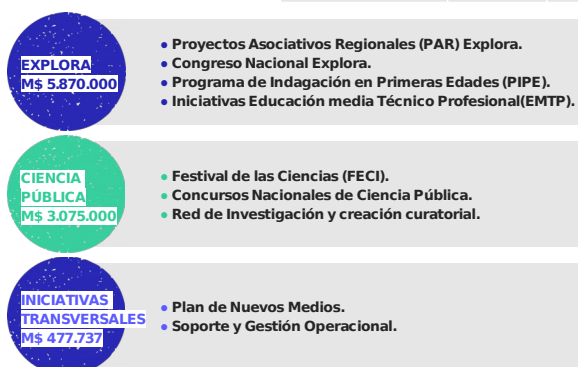 EXPLORA
M$ 5.870.000
● Proyectos Asociativos Regionales (PAR) Explora.
● Congreso Nacional Explora.
● Programa de Indagación en Primeras Edades (PIPE).
● Iniciativas Educación media Técnico Profesional(EMTP).
CIENCIA
PÚBLICA
M$ 3.075.000
● Festival de las Ciencias (FECI).
● Concursos Nacionales de Ciencia Pública.
● Red de Investigación y creación curatorial.
INICIATIVAS
TRANSVERSALES
M$ 477.737
● Plan de Nuevos Medios.
● Soporte y Gestión Operacional.